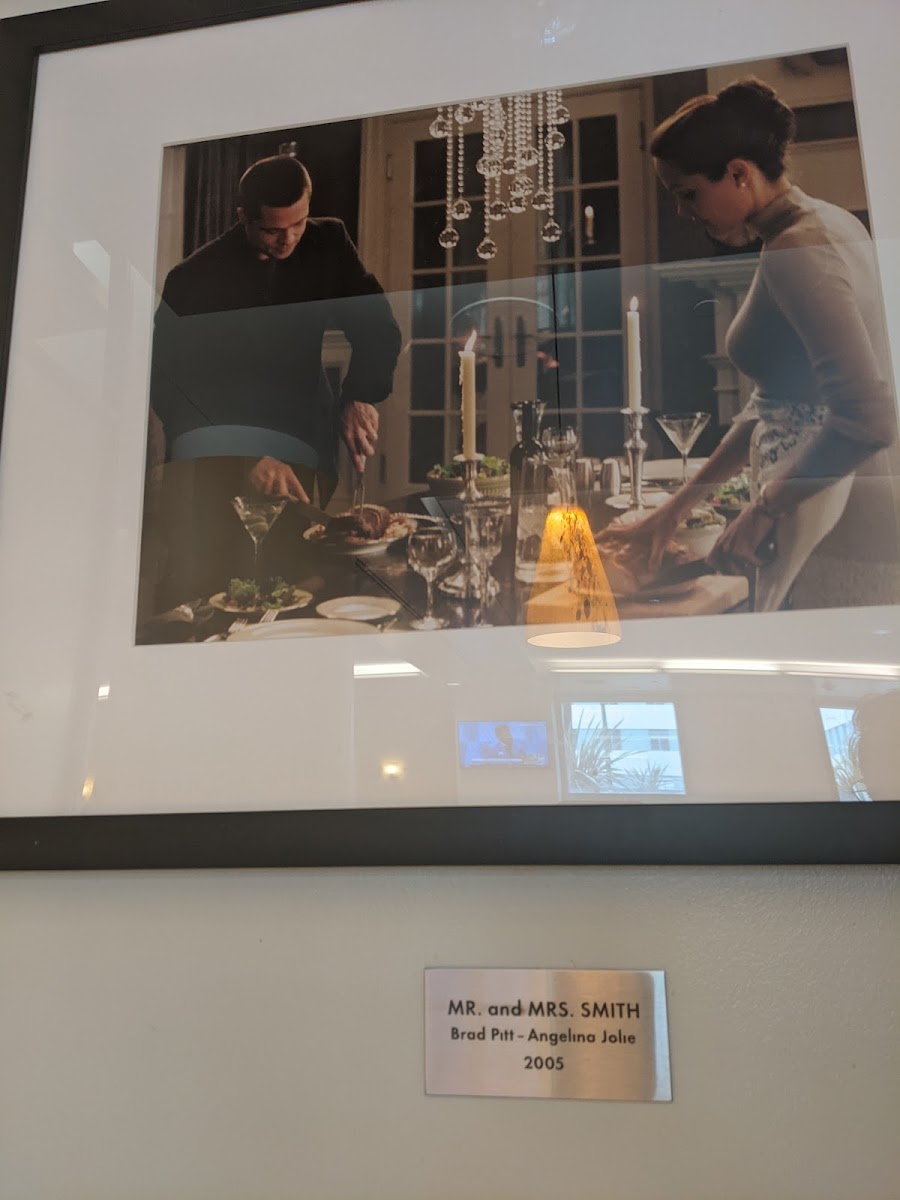 MR. and MRS. SMITH
Brad Pitt – Angelina Jolie
2005